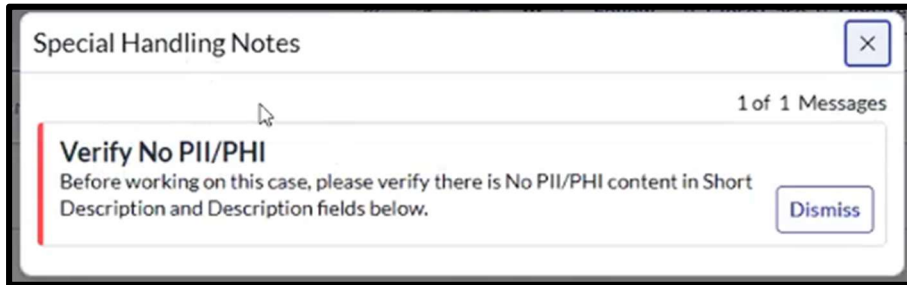 Special Handling Notes
1 of 1 Messages
Verify No PII/PHI
Before working on this case, please verify there is No PII/PHI content in Short
Description and Description fields below.
Dismiss